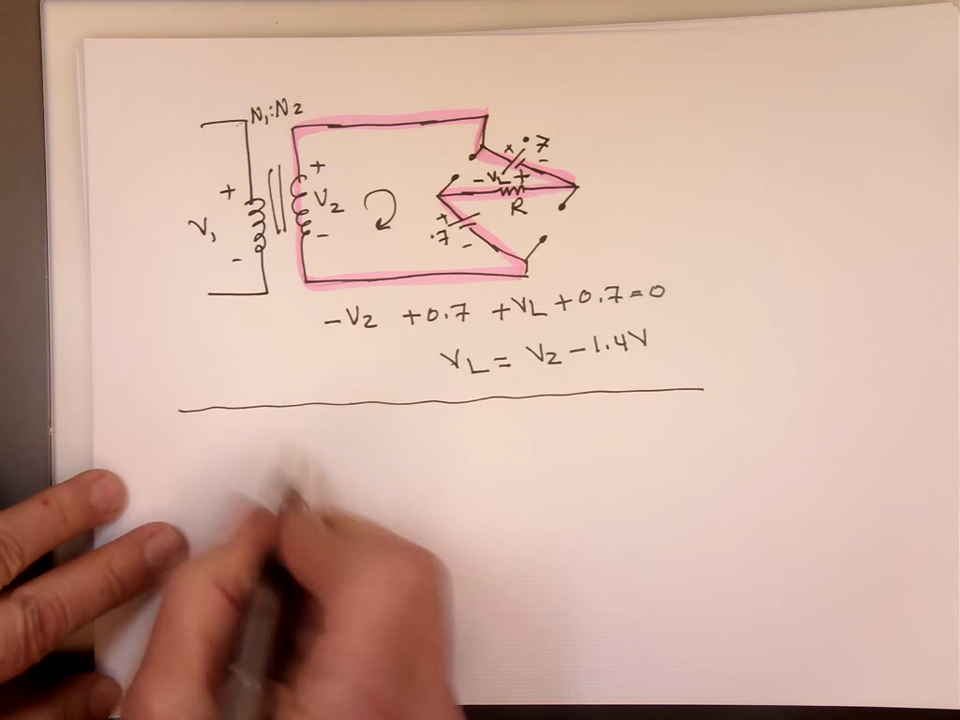 N1:N2
+ + x .7 -
- VL +
V1 V2 R
+ .7 -
- -
-V2 +0.7 +VL +0.7=0
VL = V2 -1.4V